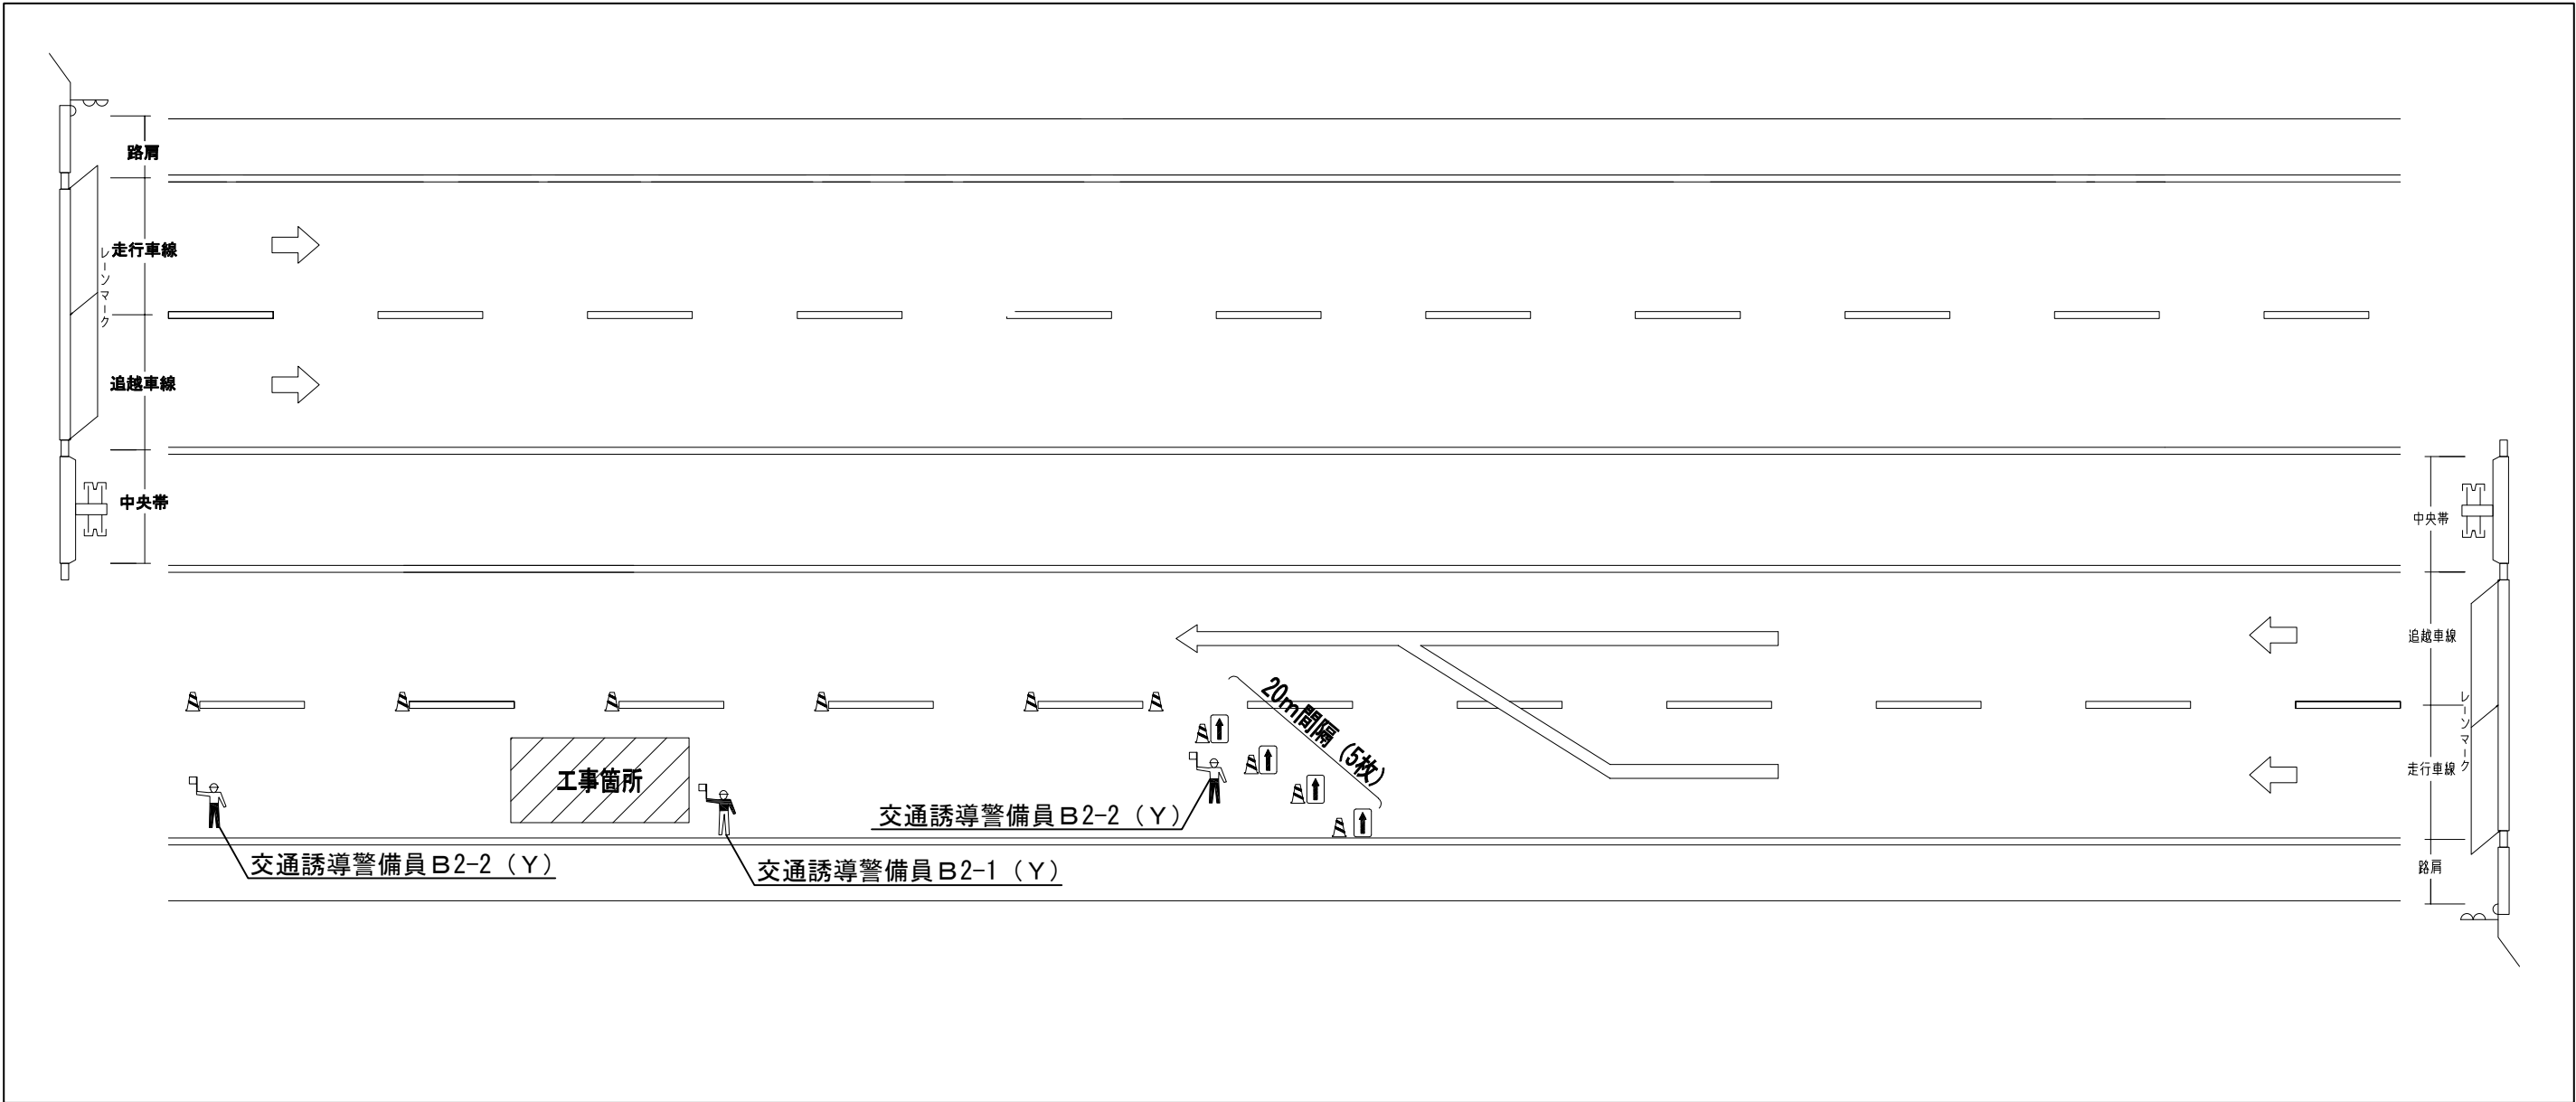 路肩
走行車線
レーンマーク
追越車線
中央帯
中央帯
追越車線
レーンマーク
走行車線
路肩
20m間隔（5枚）
工事箇所
交通誘導警備員Ｂ2-2（Ｙ）
交通誘導警備員Ｂ2-2（Ｙ）
交通誘導警備員Ｂ2-1（Ｙ）